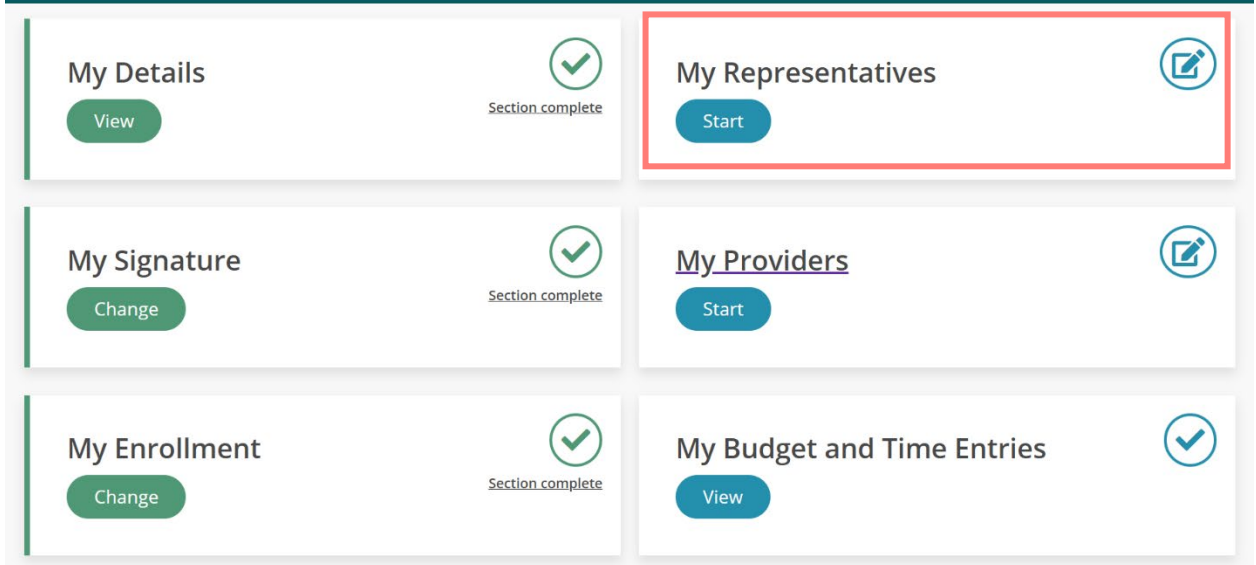 My Details
View
Section complete
My Representatives
Start
My Signature
Change
Section complete
My Providers
Start
My Enrollment
Change
Section complete
My Budget and Time Entries
View